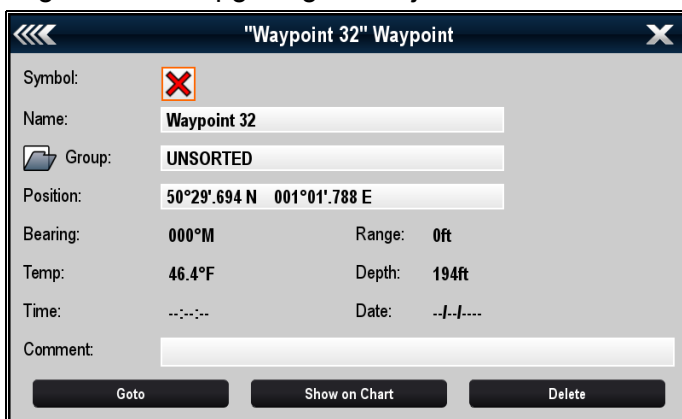 "Waypoint 32" Waypoint
Symbol:
Name: Waypoint 32
Group: UNSORTED
Position: 50°29'.694 N 001°01'.788 E
Bearing: 000°M Range: 0ft
Temp: 46.4°F Depth: 194ft
Time: --:--:-- Date: --/--/----
Comment:
Goto Show on Chart Delete